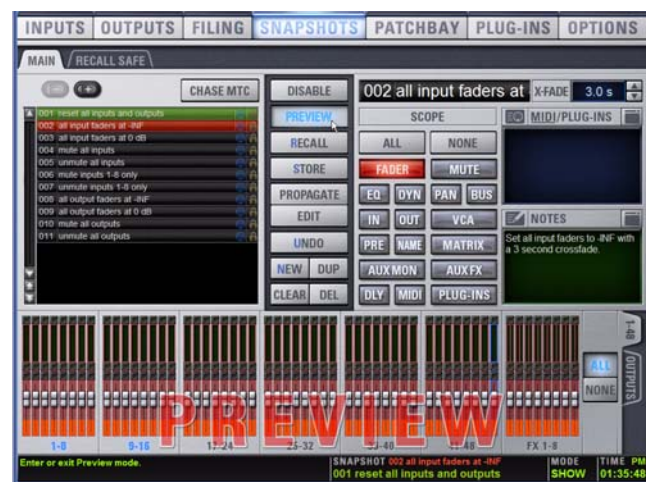 INPUTS OUTPUTS FILING SNAPSHOTS PATCHBAY PLUG-INS OPTIONS
MAIN RECALL SAFE
CHASE MTC
001 reset all inputs and outputs
002 all input faders at -INF
003 all input faders at 0 dB
004 mute all inputs
005 unmute all inputs
006 mute inputs 1-8 only
007 unmute inputs 1-8 only
008 all output faders at -INF
009 all output faders at 0 dB
010 mute all outputs
011 unmute all outputs
DISABLE
PREVIEW
RECALL
STORE
PROPAGATE
EDIT
UNDO
NEW DUP
CLEAR DEL
002 all input faders at X-FADE 3.0 s
SCOPE
ALL NONE
FADER MUTE
EQ DYN PAN BUS
IN OUT VCA
PRE NAME MATRIX
AUX MON AUX FX
DLY MIDI PLUG-INS
MIDI/PLUG-INS
NOTES
Set all input faders to -INF with
a 3 second crossfade.
1-48
OUTPUTS
ALL
NONE
PREVIEW
1-8 9-16 17-24 25-32 33-40 41-48 FX 1-8
Enter or exit Preview mode.
SNAPSHOT 002 all input faders at -INF
001 reset all inputs and outputs
MODE
SHOW
TIME PM
01:35:48